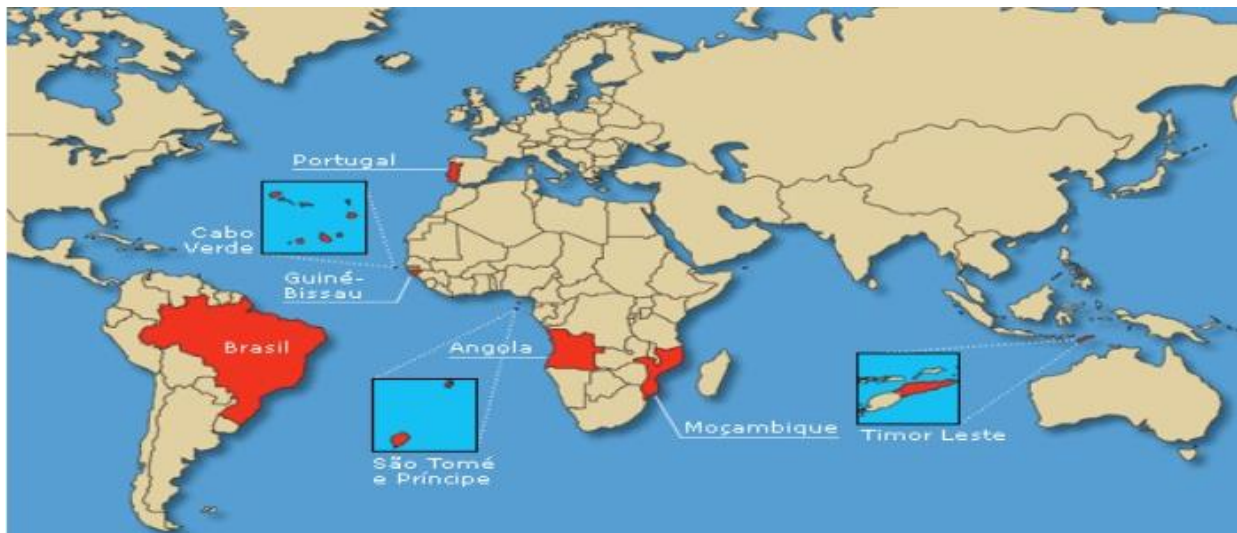 Portugal
Cabo
Verde
Guiné-
Bissau
Brasil
Angola
São Tomé
e Príncipe
Moçambique
Timor Leste